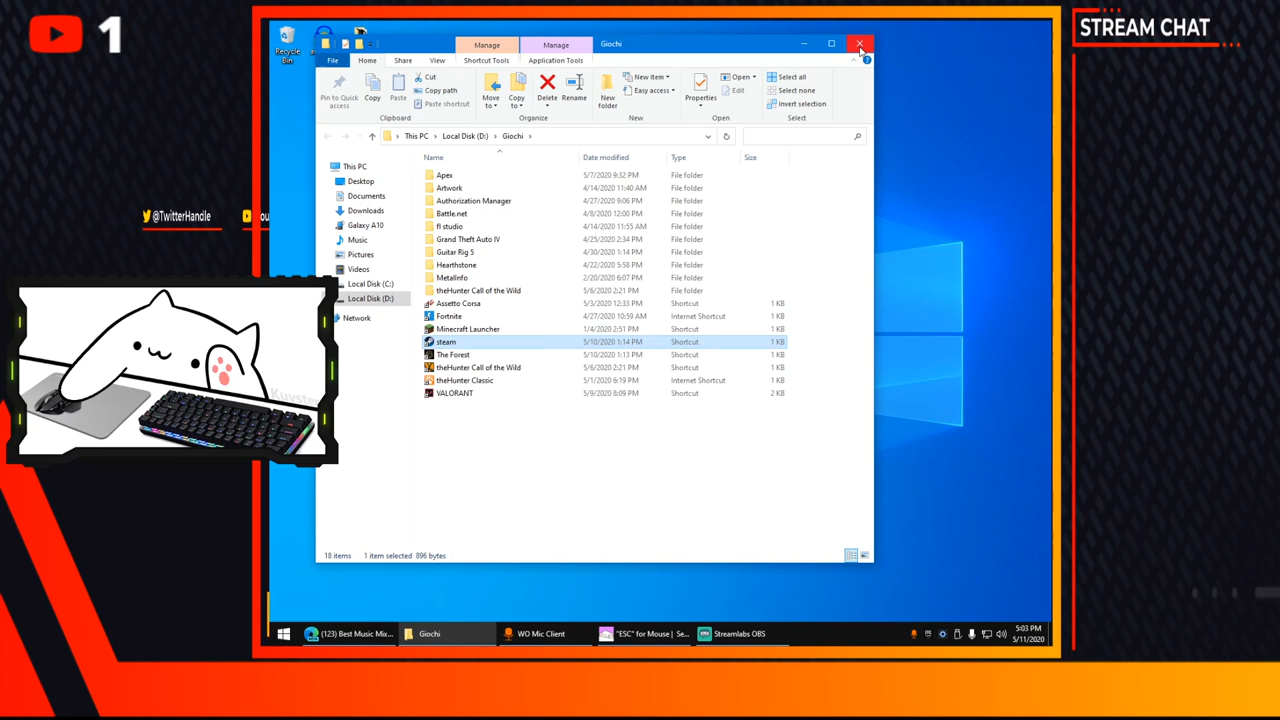 1
STREAM CHAT
Recycle
Bin
Manage
Manage
Giochi
File
Home
Share
View
Shortcut Tools
Application Tools
Pin to Quick
access
Copy
Paste
Cut
Copy path
Paste shortcut
Clipboard
Move
to
Copy
to
Delete
Rename
Organize
New
folder
New item
Easy access
New
Properties
Open
Edit
Open
Select all
Select none
Invert selection
Select
This PC
Local Disk (D:)
Giochi
Name
Date modified
Type
Size
This PC
Desktop
Documents
Downloads
Galaxy A10
Music
Pictures
Videos
Local Disk (C:)
Local Disk (D:)
Network
Apex 5/7/2020 9:32 PM File folder
Artwork 4/14/2020 11:40 AM File folder
Authorization Manager 4/27/2020 9:06 PM File folder
Battle.net 4/8/2020 12:00 PM File folder
fl studio 4/14/2020 11:55 AM File folder
Grand Theft Auto IV 4/25/2020 2:34 PM File folder
Guitar Rig 5 4/30/2020 1:14 PM File folder
Hearthstone 4/22/2020 5:58 PM File folder
MetalInfo 2/20/2020 6:07 PM File folder
theHunter Call of the Wild 5/6/2020 2:21 PM File folder
Assetto Corsa 5/3/2020 12:33 PM Shortcut 1 KB
Fortnite 4/27/2020 10:59 AM Internet Shortcut 1 KB
Minecraft Launcher 1/4/2020 2:51 PM Shortcut 1 KB
steam 5/10/2020 1:14 PM Shortcut 1 KB
The Forest 5/10/2020 1:13 PM Shortcut 1 KB
theHunter Call of the Wild 5/6/2020 2:21 PM Shortcut 1 KB
theHunter Classic 5/1/2020 6:19 PM Internet Shortcut 1 KB
VALORANT 5/9/2020 8:09 PM Shortcut 2 KB
18 items 1 item selected 896 bytes
@TwitterHandle
You
Kuvster
(123) Best Music Mix...
Giochi
WO Mic Client
"ESC" for Mouse | Se...
Streamlabs OBS
5:03 PM
5/11/2020